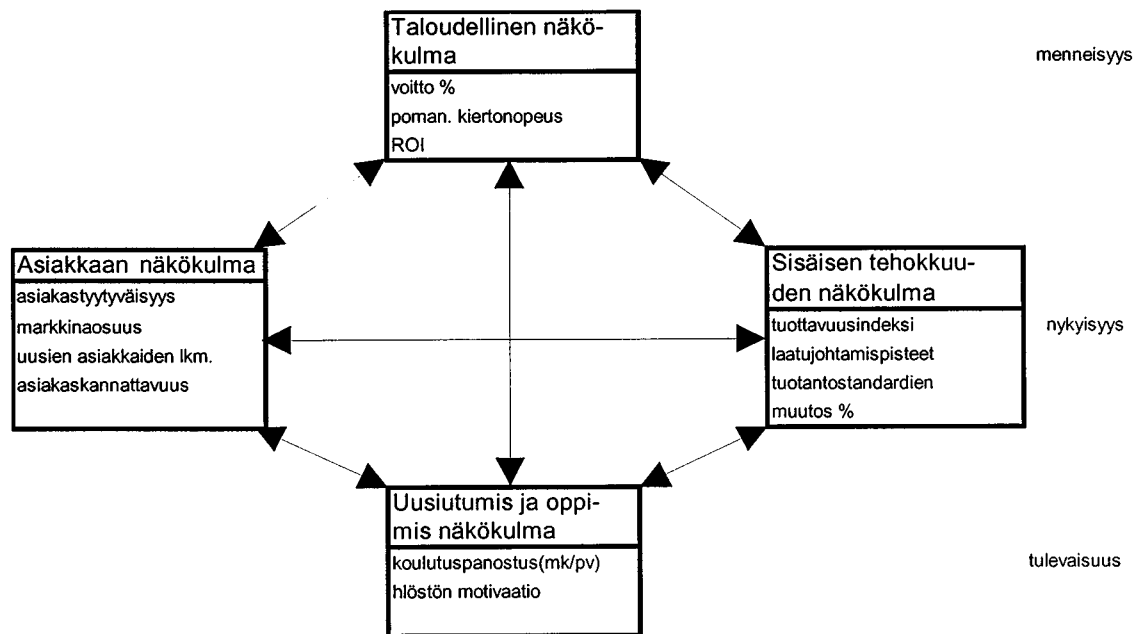 Taloudellinen näkö-
kulma
menneisyys
voitto %
poman. kiertonopeus
ROI
Asiakkaan näkökulma
asiakastyytyväisyys
markkinaosuus
uusien asiakkaiden lkm.
asiakaskannattavuus
Sisäisen tehokkuu-
den näkökulma
tuottavuusindeksi
laatujohtamispisteet
tuotantostandardien
muutos %
nykyisyys
Uusiutumis ja oppi-
mis näkökulma
koulutuspanostus(mk/pv)
hlöstön motivaatio
tulevaisuus